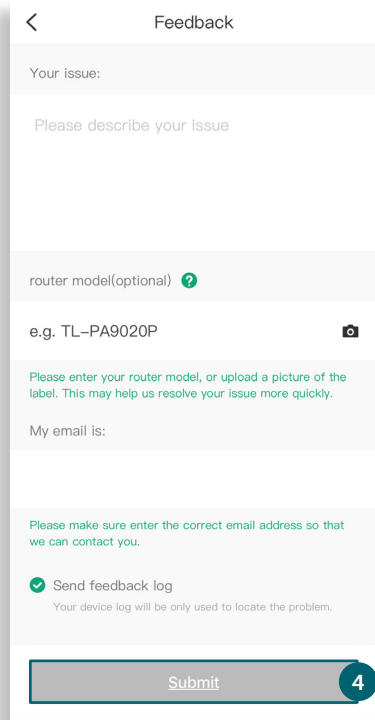 Feedback
Your issue:
Please describe your issue
router model(optional) ?
e.g. TL-PA9020P
Please enter your router model, or upload a picture of the
label. This may help us resolve your issue more quickly.
My email is:
Please make sure enter the correct email address so that
we can contact you.
Send feedback log
Your device log will be only used to locate the problem.
Submit
4